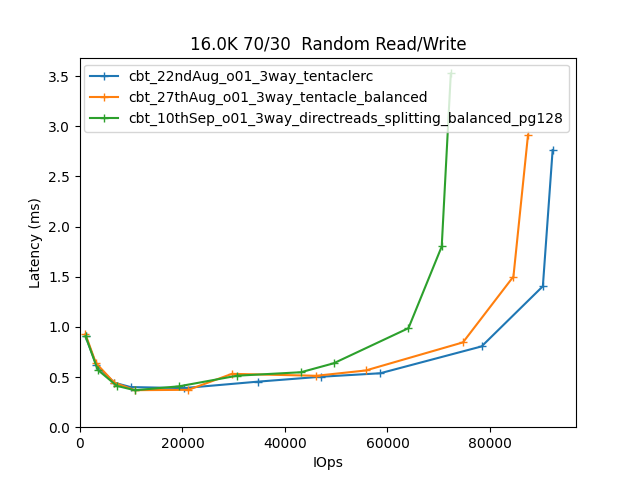 16.0K 70/30  Random Read/Write
cbt_22ndAug_o01_3way_tentaclerc
cbt_27thAug_o01_3way_tentacle_balanced
cbt_10thSep_o01_3way_directreads_splitting_balanced_pg128
3.5
3.0
2.5
2.0
1.5
1.0
0.5
0.0
Latency (ms)
0 20000 40000 60000 80000
IOps